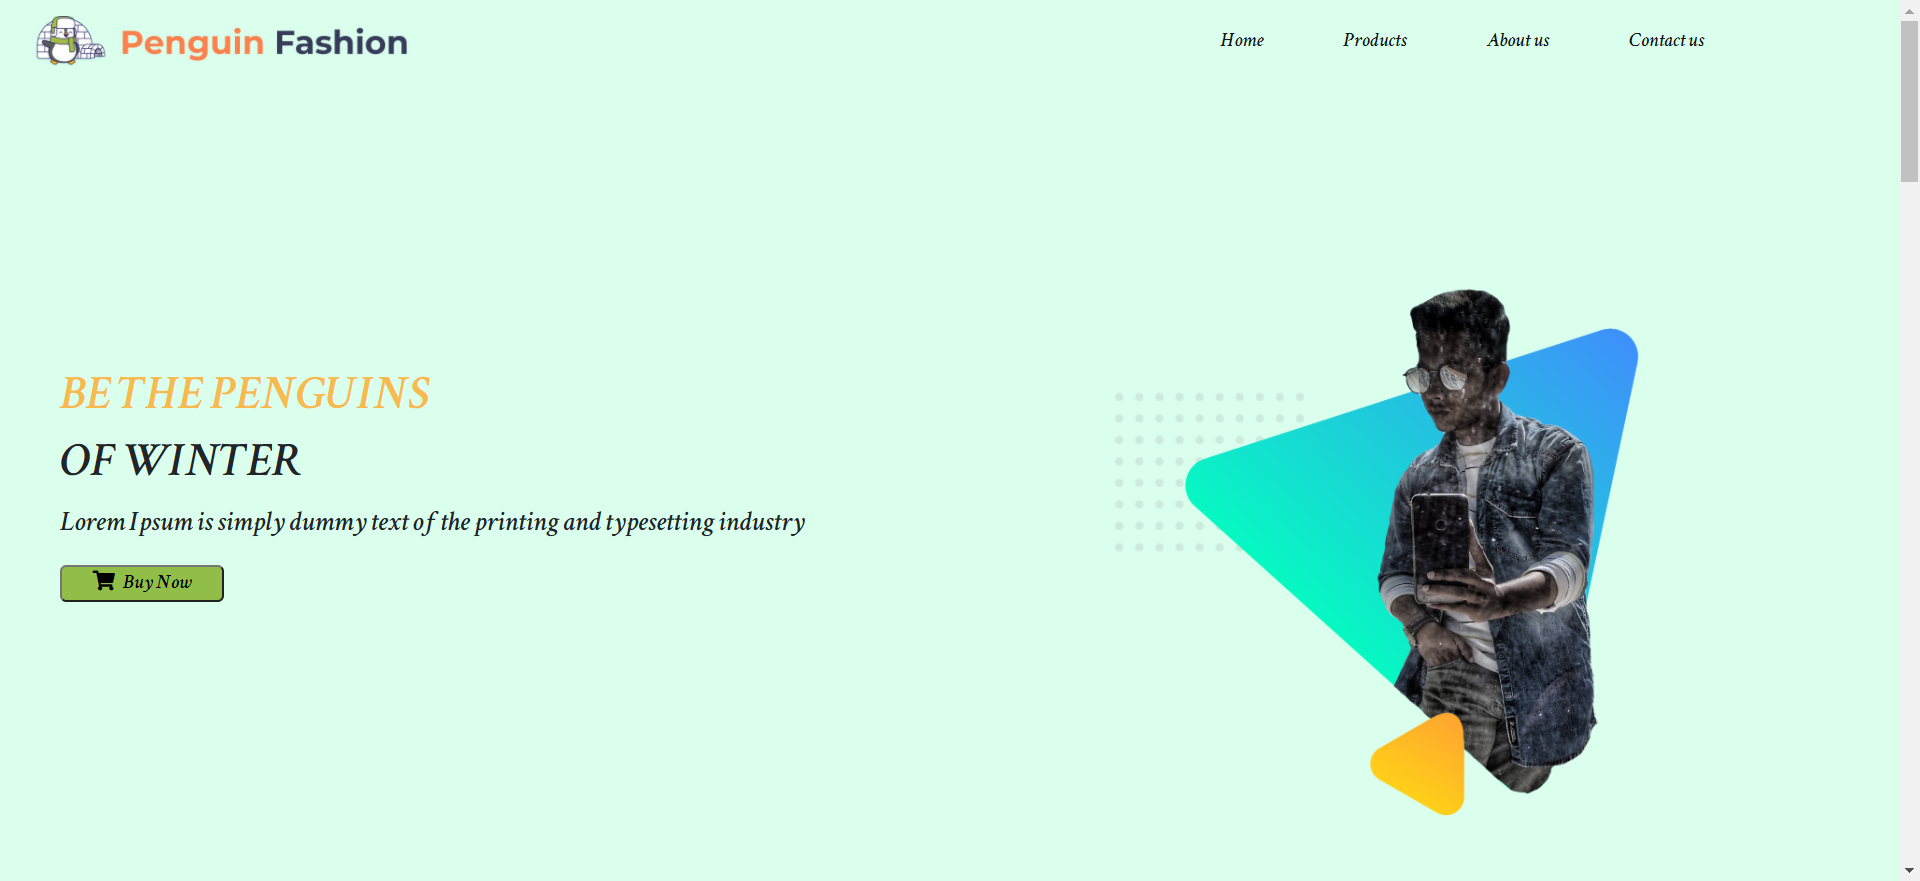 Penguin Fashion
Home
Products
About us
Contact us
BE THE PENGUINS
OF WINTER
Lorem Ipsum is simply dummy text of the printing and typesetting industry
Buy Now